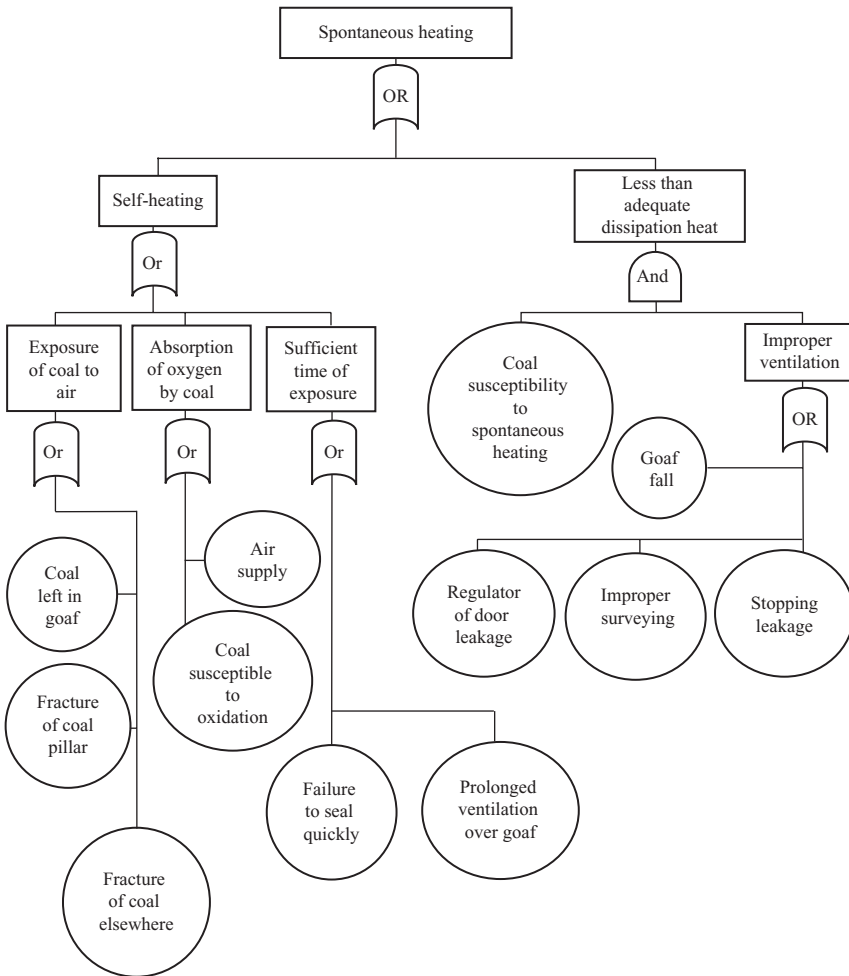 Spontaneous heating
OR
Self-heating
Less than
adequate
dissipation heat
Or
And
Exposure
of coal to
air
Absorption
of oxygen
by coal
Sufficient
time of
exposure
Coal
susceptibility
to
spontaneous
heating
Improper
ventilation
Or
Or
Or
OR
Goaf
fall
Coal
left in
goaf
Air
supply
Regulator
of door
leakage
Improper
surveying
Stopping
leakage
Coal
susceptible
to
oxidation
Fracture
of coal
pillar
Failure
to seal
quickly
Prolonged
ventilation
over goaf
Fracture
of coal
elsewhere